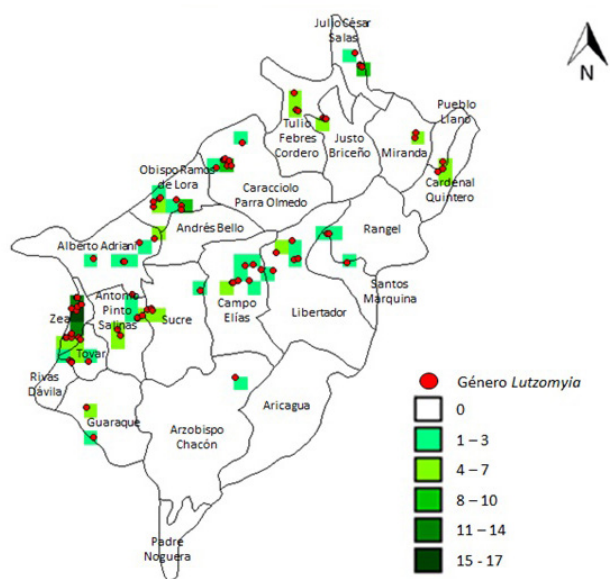 Julio César
Salas
N
Pueblo
Llano
Tulio
Febres
Cordero
Justo
Briceño
Miranda
Cardenal
Quintero
Obispo Ramos
de Lora
Caracciolo
Parra Olmedo
Andrés Bello
Rangel
Alberto Adriani
Santos
Marquina
Antonio
Pinto
Salinas
Sucre
Campo
Elías
Libertador
Zea
Tovar
Rivas
Dávila
Guaraque
Arzobispo
Chacón
Aricagua
Padre
Noguera
Género Lutzomyia
0
1 – 3
4 – 7
8 – 10
11 – 14
15 - 17